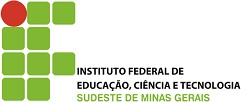 INSTITUTO FEDERAL DE
EDUCAÇÃO, CIÊNCIA E TECNOLOGIA
SUDESTE DE MINAS GERAIS